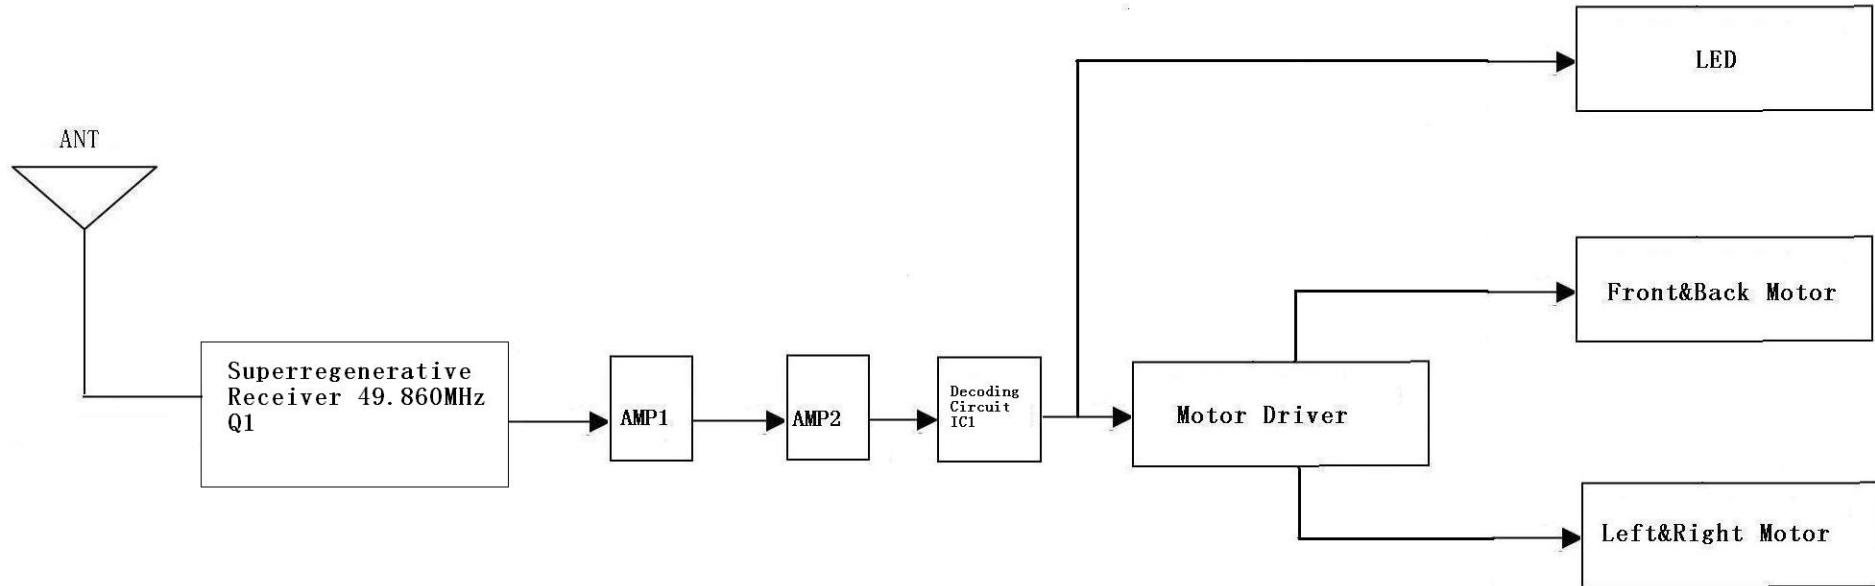 LED
ANT
Front&Back Motor
Superregenerative
Receiver 49.860MHz
Q1
AMP1
AMP2
Decoding
Circuit
IC1
Motor Driver
Left&Right Motor